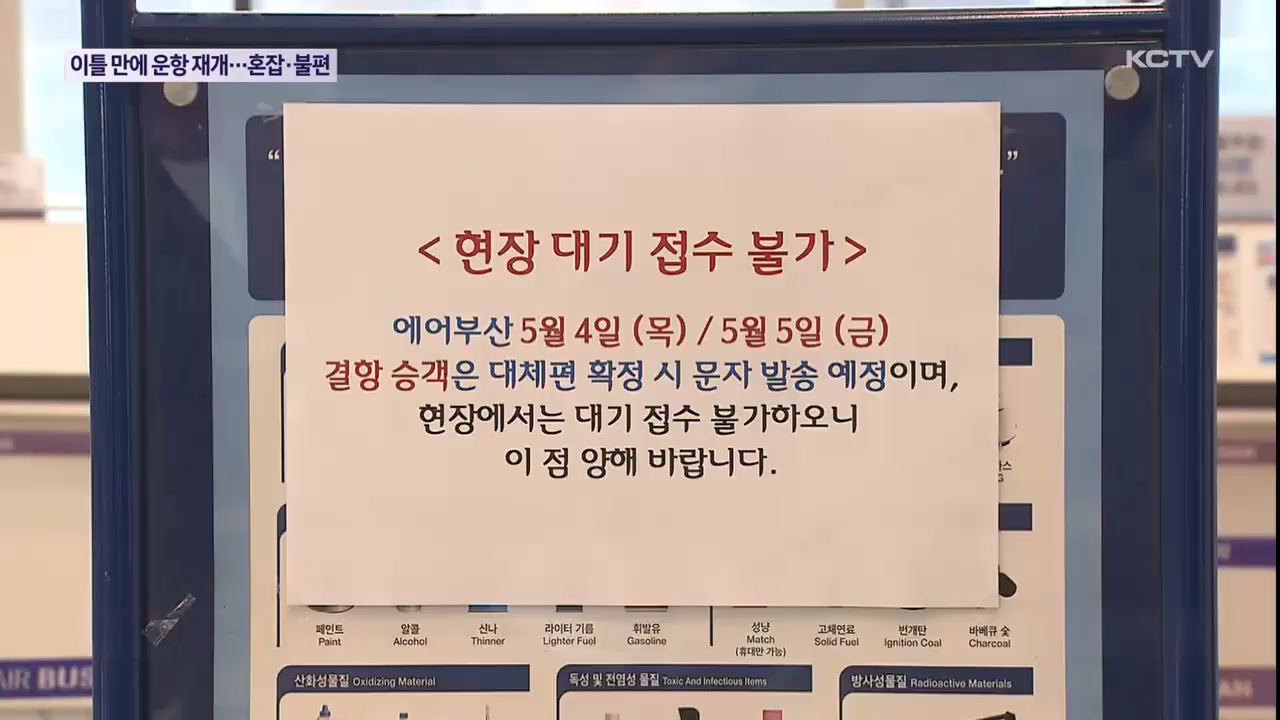 이틀 만에 운항 재개…혼잡·불편
KCTV
“ ”
< 현장 대기 접수 불가 >
에어부산 5월 4일 (목) / 5월 5일 (금)
결항 승객은 대체편 확정 시 문자 발송 예정이며,
현장에서는 대기 접수 불가하오니
이 점 양해 바랍니다.
페인트 알콜 신나 라이터 기름 휘발유 성냥 고체연료 번개탄 바베큐 숯
Paint Alcohol Thinner Lighter Fuel Gasoline Match Solid Fuel Ignition Coal Charcoal
(휴대만 가능)
산화성물질 Oxidizing Material 독성 및 전염성 물질 Toxic And Infectious Items 방사성물질 Radioactive Materials
AIR BUS